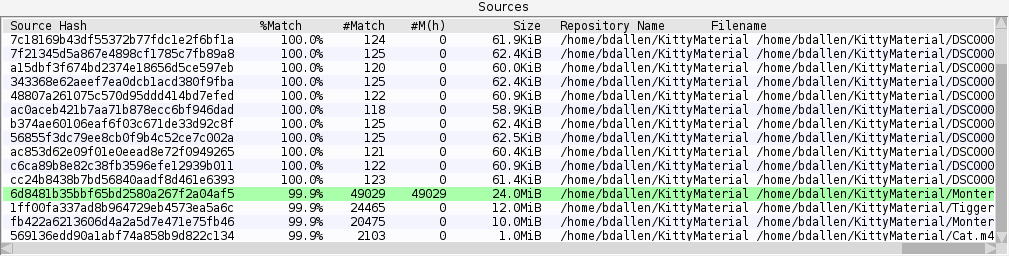 Sources
Source Hash %Match #Match #M(h) Size Repository Name Filename
7c18169b43df55372b77fdc1e2f6bf1a 100.0% 124 0 61.9KiB /home/bdallen/KittyMaterial /home/bdallen/KittyMaterial/DSC000
7f21345d5a867e4898cf1785c7fb89a8 100.0% 125 0 62.4KiB /home/bdallen/KittyMaterial /home/bdallen/KittyMaterial/DSC000
a15dbf3f674bd2374e18656d5ce597eb 100.0% 120 0 60.0KiB /home/bdallen/KittyMaterial /home/bdallen/KittyMaterial/DSC000
343368e62aeef7ea0dcb1acd380f9fba 100.0% 125 0 62.4KiB /home/bdallen/KittyMaterial /home/bdallen/KittyMaterial/DSC000
48807a261075c570d95ddd414bd7efed 100.0% 122 0 60.9KiB /home/bdallen/KittyMaterial /home/bdallen/KittyMaterial/DSC000
ac0aceb421b7aa71b878ecc6bf946dad 100.0% 118 0 58.9KiB /home/bdallen/KittyMaterial /home/bdallen/KittyMaterial/DSC000
b374ae60106eaf6f03c671de33d92c8f 100.0% 125 0 62.4KiB /home/bdallen/KittyMaterial /home/bdallen/KittyMaterial/DSC000
56855f3dc79ee8cb0f9b4c52ce7c002a 100.0% 125 0 62.5KiB /home/bdallen/KittyMaterial /home/bdallen/KittyMaterial/DSC000
ac853d62e09f01e0eead8e72f0949265 100.0% 121 0 60.4KiB /home/bdallen/KittyMaterial /home/bdallen/KittyMaterial/DSC000
c6ca89b8e82c38fb3596efe12939b011 100.0% 122 0 60.9KiB /home/bdallen/KittyMaterial /home/bdallen/KittyMaterial/DSC000
cc24b8438b7bd56840aadf8d461e6393 100.0% 123 0 61.4KiB /home/bdallen/KittyMaterial /home/bdallen/KittyMaterial/DSC000
6d8481b35bbf65bd2580a267f2a04af5 99.9% 49029 49029 24.0MiB /home/bdallen/KittyMaterial /home/bdallen/KittyMaterial/Monter
1ff00fa337ad8b964729eb4573ea5a6c 99.9% 24465 0 12.0MiB /home/bdallen/KittyMaterial /home/bdallen/KittyMaterial/Tigger
fb422a6213606d4a2a5d7e471e75fb46 99.9% 20475 0 10.0MiB /home/bdallen/KittyMaterial /home/bdallen/KittyMaterial/Monter
569136edd90a1abf74a858b9d822c134 99.9% 2103 0 1.0MiB /home/bdallen/KittyMaterial /home/bdallen/KittyMaterial/Cat.m4